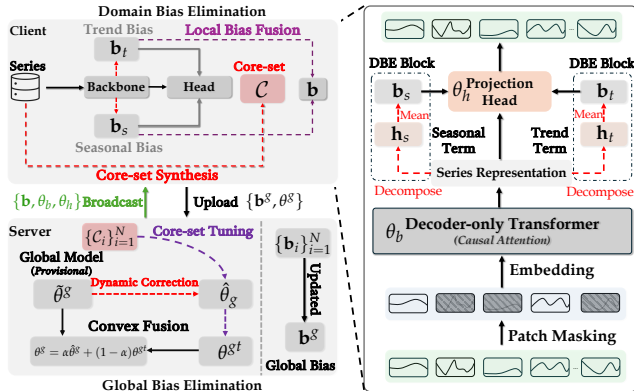 Domain Bias Elimination
Client
Trend Bias
Local Bias Fusion
b_t
Series
Core-set
Backbone
Head
C
b
b_s
Seasonal Bias
Core-set Synthesis
{b, θ_b, θ_h} Broadcast
Upload {b^g, θ^g}
Server
{C_i}_{i=1}^N
Core-set Tuning
{b_i}_{i=1}^N
Global Model
(Provisional)
Dynamic Correction
θ̃^g
θ̂_g
Updated
Convex Fusion
θ^g = αθ̂^g + (1 − α)θ^{gt}
θ^{gt}
b^g
Global Bias
Global Bias Elimination
DBE Block
DBE Block
b_s
θ_h Projection
Head
b_t
Mean
Mean
h_s
Seasonal
Term
Trend
Term
h_t
Series Representation
Decompose
Decompose
θ_b Decoder-only Transformer
(Causal Attention)
Embedding
Patch Masking